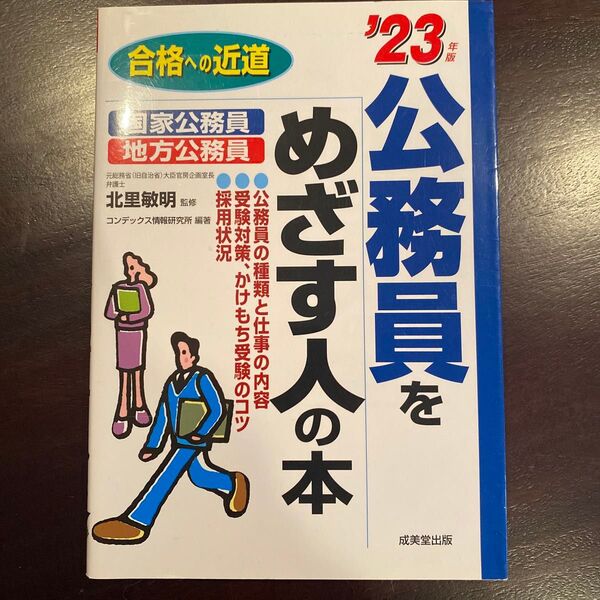 '23年版
公務員を
めざす人の本
合格への近道
国家公務員
地方公務員
元総務省(旧自治省)大臣官房企画室長
弁護士
北里敏明 監修
コンデックス情報研究所 編著
●公務員の種類と仕事の内容
●受験対策、かけもち受験のコツ
●採用状況
成美堂出版